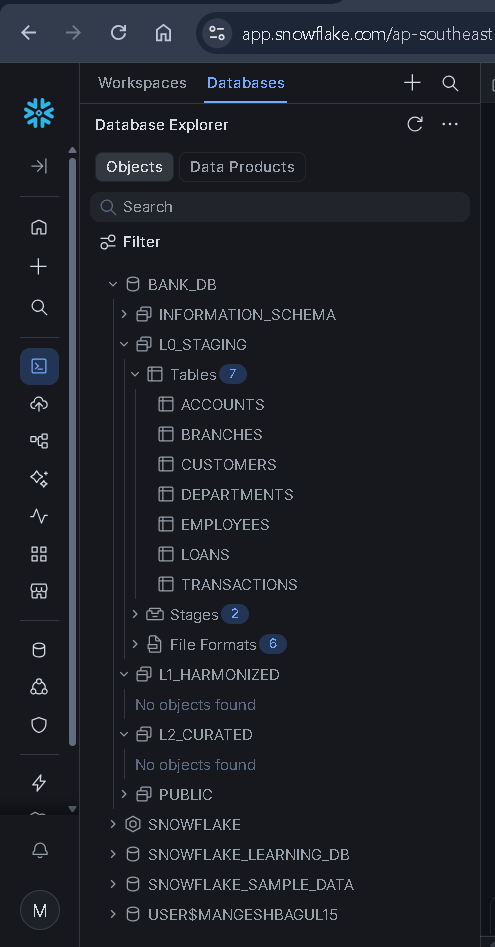 app.snowflake.com/ap-southeast
Workspaces Databases
Database Explorer
Objects Data Products
Search
Filter
BANK_DB
INFORMATION_SCHEMA
L0_STAGING
Tables 7
ACCOUNTS
BRANCHES
CUSTOMERS
DEPARTMENTS
EMPLOYEES
LOANS
TRANSACTIONS
Stages 2
File Formats 6
L1_HARMONIZED
No objects found
L2_CURATED
No objects found
PUBLIC
SNOWFLAKE
SNOWFLAKE_LEARNING_DB
SNOWFLAKE_SAMPLE_DATA
USER$MANGESHBAGUL15
M